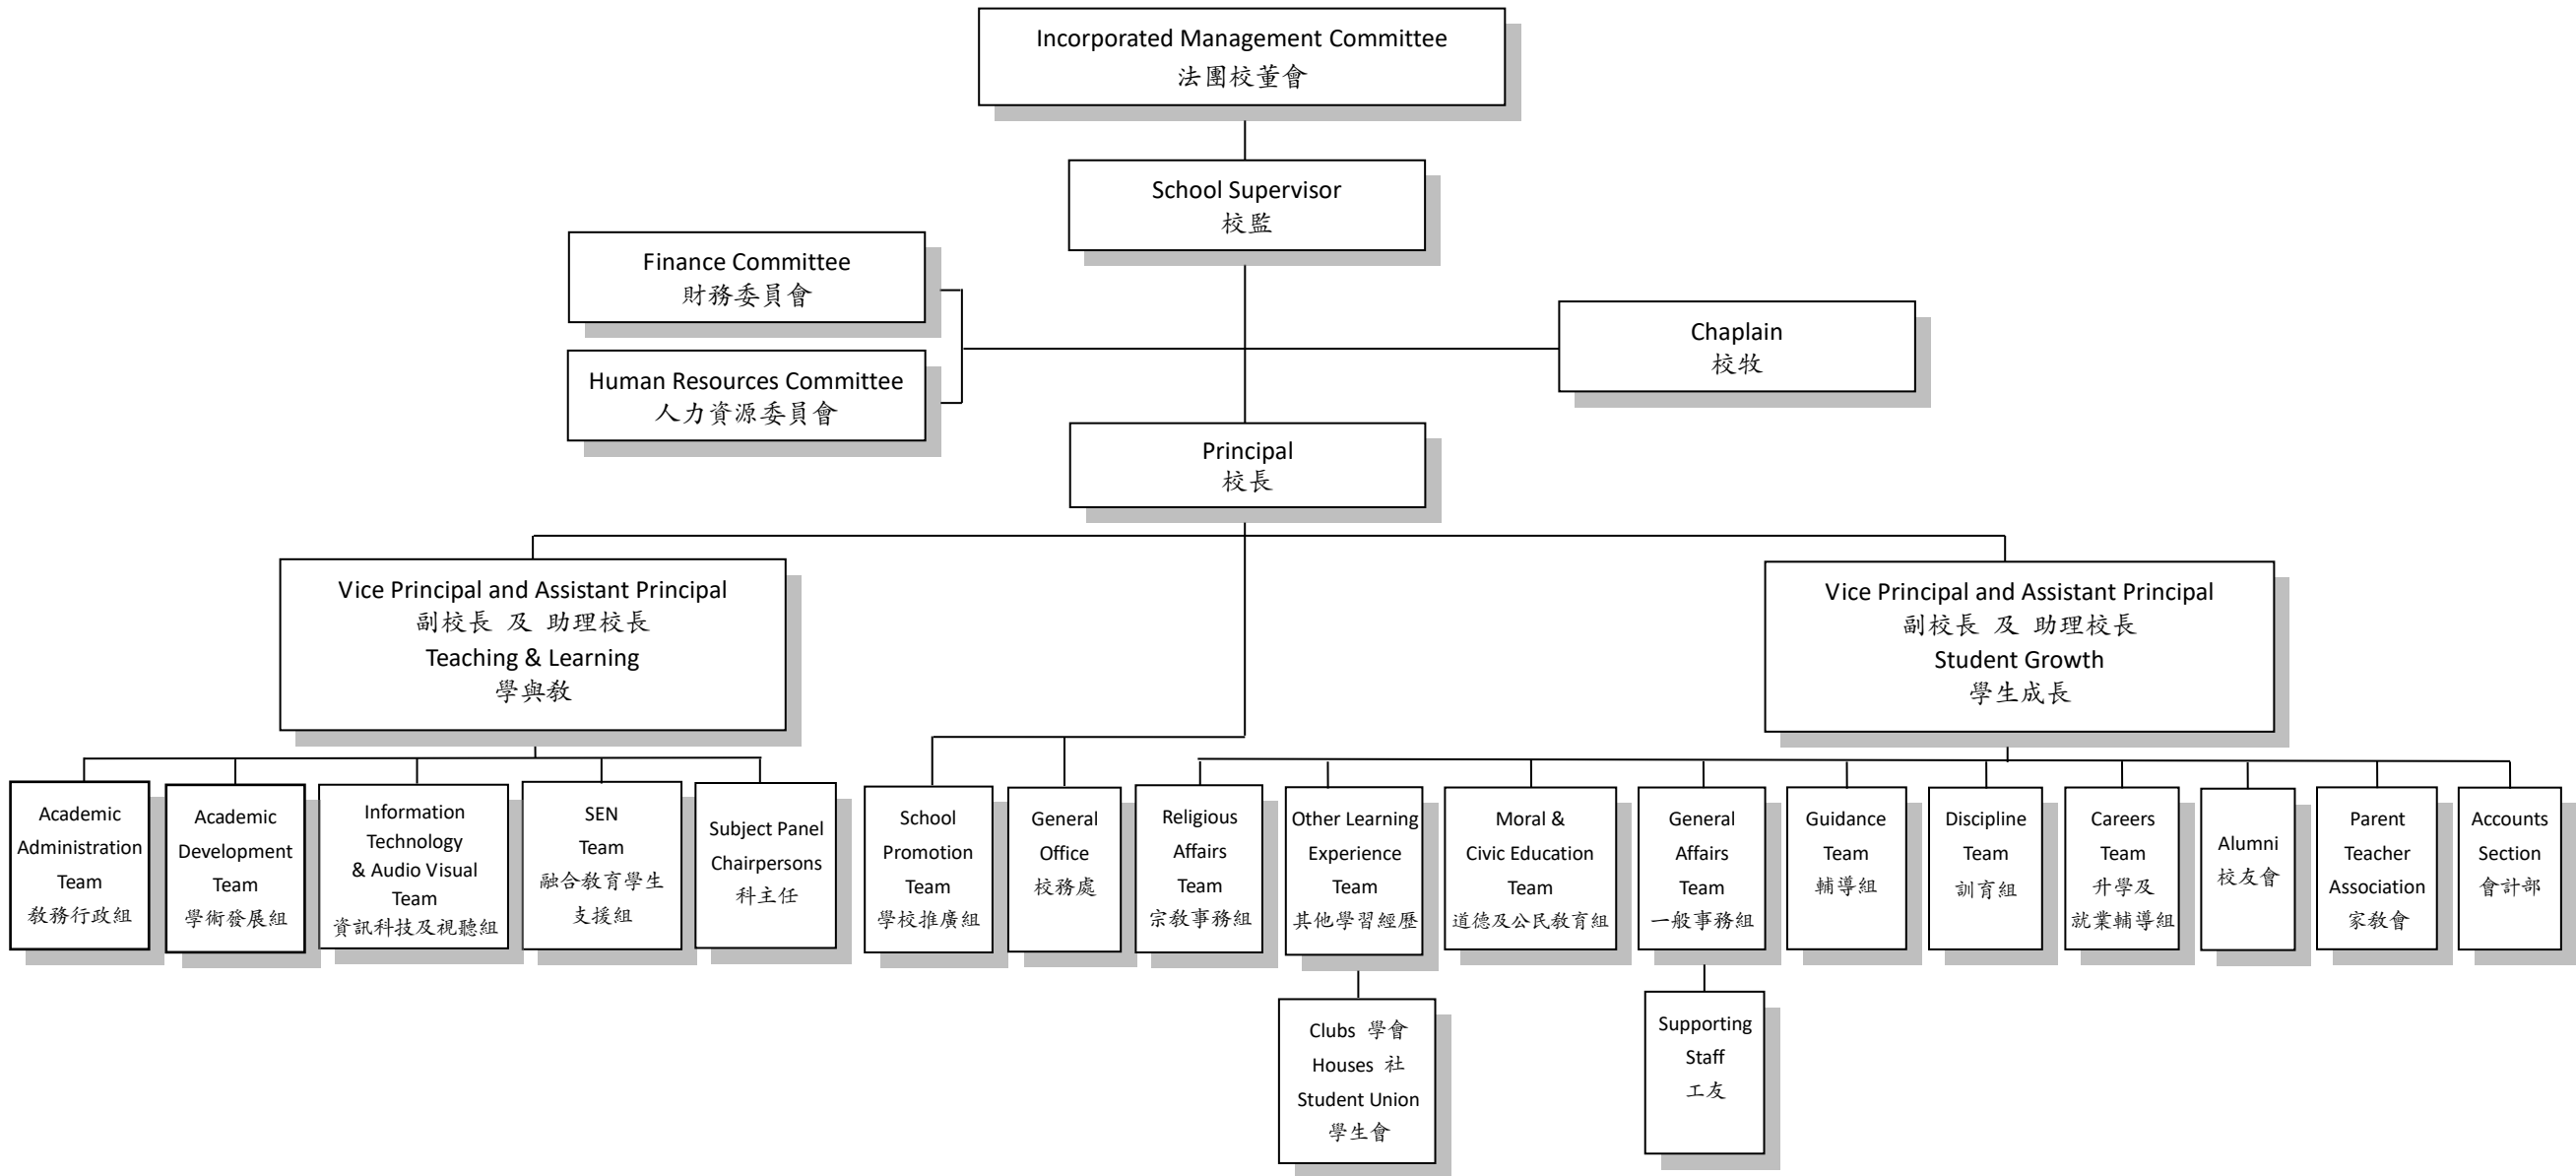 Incorporated Management Committee
法團校董會
School Supervisor
校監
Finance Committee
財務委員會
Human Resources Committee
人力資源委員會
Chaplain
校牧
Principal
校長
Vice Principal and Assistant Principal
副校長 及 助理校長
Teaching & Learning
學與教
Vice Principal and Assistant Principal
副校長 及 助理校長
Student Growth
學生成長
Academic
Administration
Team
教務行政組
Academic
Development
Team
學術發展組
Information
Technology
& Audio Visual
Team
資訊科技及視聽組
SEN
Team
融合教育學生
支援組
Subject Panel
Chairpersons
科主任
School
Promotion
Team
學校推廣組
General
Office
校務處
Religious
Affairs
Team
宗教事務組
Other Learning
Experience
Team
其他學習經歷
Moral &
Civic Education
Team
道德及公民教育組
General
Affairs
Team
一般事務組
Guidance
Team
輔導組
Discipline
Team
訓育組
Careers
Team
升學及
就業輔導組
Alumni
校友會
Parent
Teacher
Association
家教會
Accounts
Section
會計部
Clubs 學會
Houses 社
Student Union
學生會
Supporting
Staff
工友